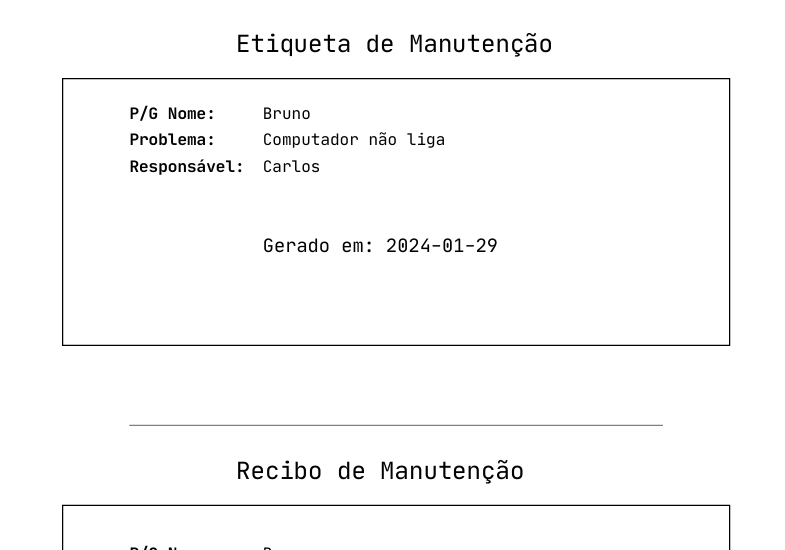 Etiqueta de Manutenção
P/G Nome: Bruno
Problema: Computador não liga
Responsável: Carlos
Gerado em: 2024-01-29
Recibo de Manutenção